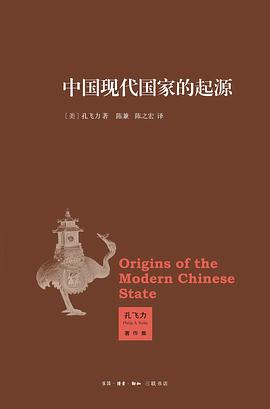 中国现代国家的起源
[美] 孔飞力 著 陈兼 陈之宏 译
Origins of the
Modern Chinese
State
孔飞力
Philip A. Kuhn
著作集
生活·读书·新知 三联书店